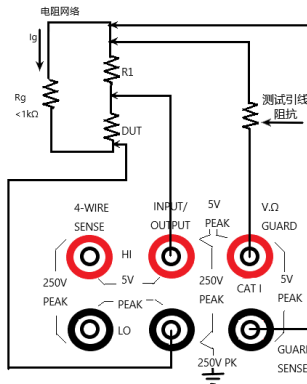 电阻网络
Ig
R1
Rg
<1kΩ
测试引线
阻抗
DUT
4-WIRE
SENSE
INPUT/
OUTPUT
5V
PEAK
V.Ω
GUARD
HI
5V
250V
PEAK
250V
PEAK
CAT I
5V
PEAK
PEAK
LO
250V PK
GUARD
SENSE